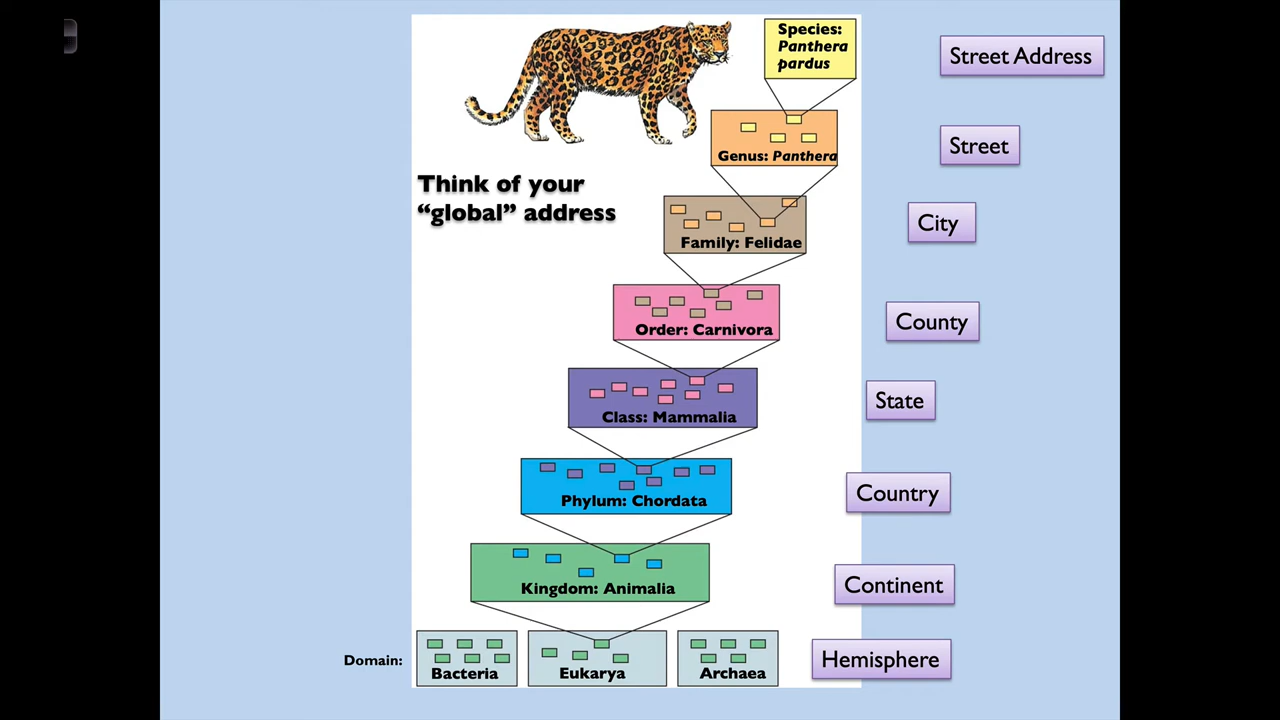 Species:
Panthera
pardus
Street Address
Genus: Panthera
Street
Think of your
“global” address
Family: Felidae
City
Order: Carnivora
County
Class: Mammalia
State
Phylum: Chordata
Country
Kingdom: Animalia
Continent
Domain:
Bacteria
Eukarya
Archaea
Hemisphere